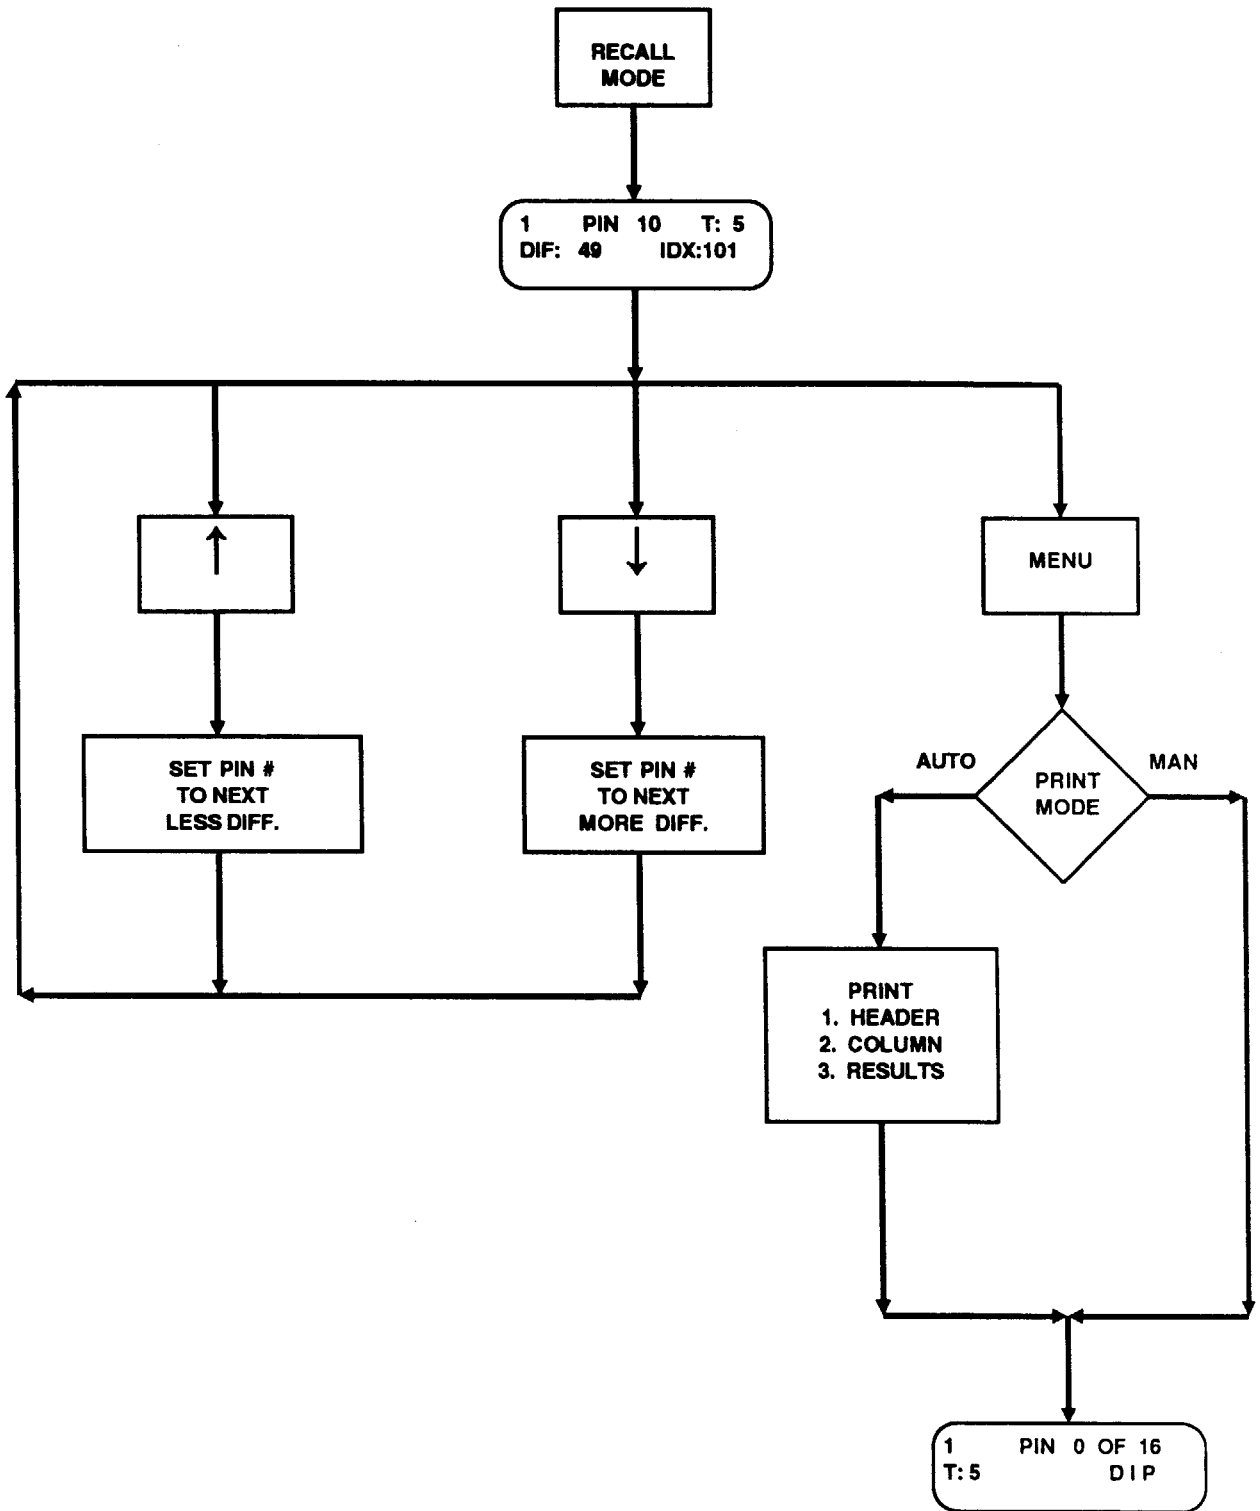 RECALL
MODE
1 PIN 10 T: 5
DIF: 49 IDX:101
↑
↓
MENU
SET PIN #
TO NEXT
LESS DIFF.
SET PIN #
TO NEXT
MORE DIFF.
AUTO
PRINT
MODE
MAN
PRINT
1. HEADER
2. COLUMN
3. RESULTS
1 PIN 0 OF 16
T: 5 DIP